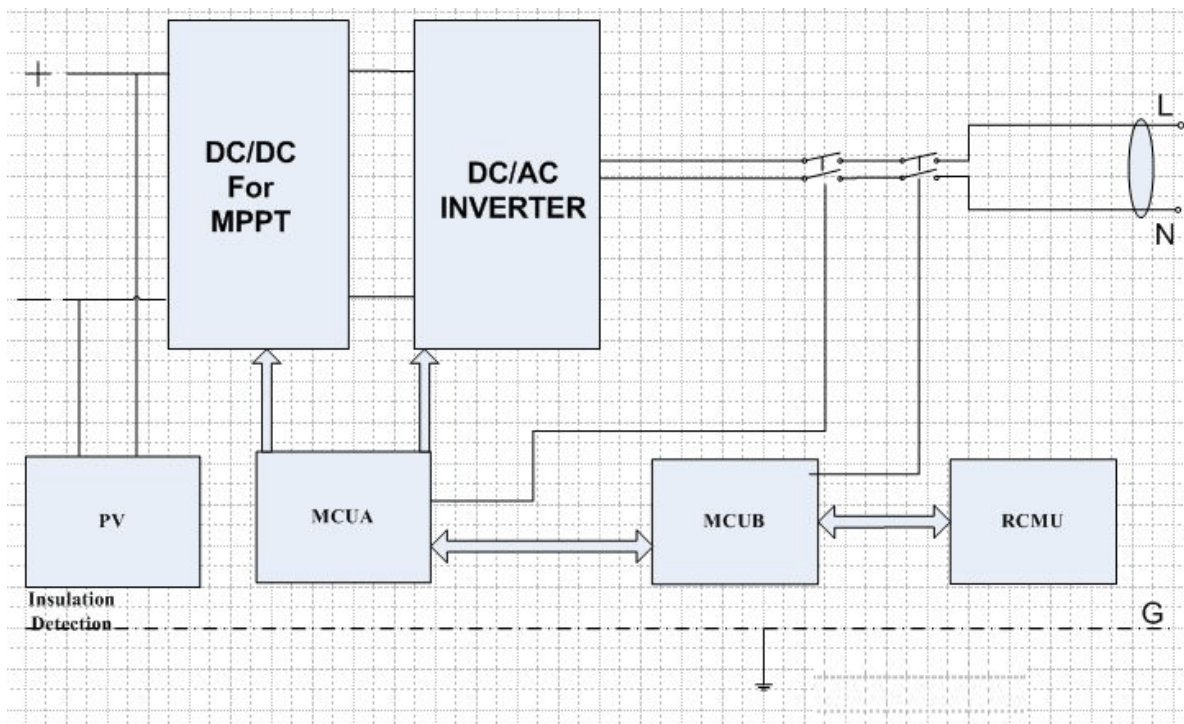 +
DC/DC
For
MPPT
DC/AC
INVERTER
L
N
PV
MCUA
MCUB
RCMU
Insulation
Detection
G